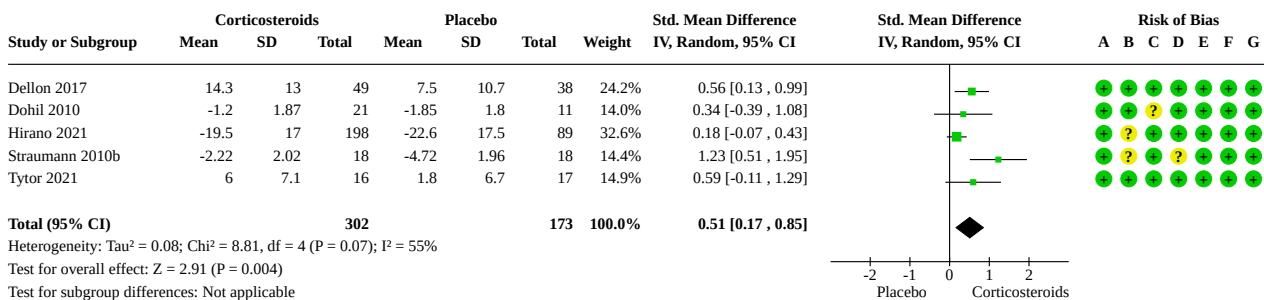 Corticosteroids Placebo Std. Mean Difference Std. Mean Difference Risk of Bias
Study or Subgroup Mean SD Total Mean SD Total Weight IV, Random, 95% CI IV, Random, 95% CI A B C D E F G
Dellon 2017 14.3 13 49 7.5 10.7 38 24.2% 0.56 [0.13 , 0.99] + + + + + + +
Dohil 2010 -1.2 1.87 21 -1.85 1.8 11 14.0% 0.34 [-0.39 , 1.08] + + ? + + + +
Hirano 2021 -19.5 17 198 -22.6 17.5 89 32.6% 0.18 [-0.07 , 0.43] + ? + + + + +
Straumann 2010b -2.22 2.02 18 -4.72 1.96 18 14.4% 1.23 [0.51 , 1.95] + ? + ? + + +
Tytor 2021 6 7.1 16 1.8 6.7 17 14.9% 0.59 [-0.11 , 1.29] + + + + + + +
Total (95% CI) 302 173 100.0% 0.51 [0.17 , 0.85]
Heterogeneity: Tau² = 0.08; Chi² = 8.81, df = 4 (P = 0.07); I² = 55%
Test for overall effect: Z = 2.91 (P = 0.004) -2 -1 0 1 2
Test for subgroup differences: Not applicable Placebo Corticosteroids